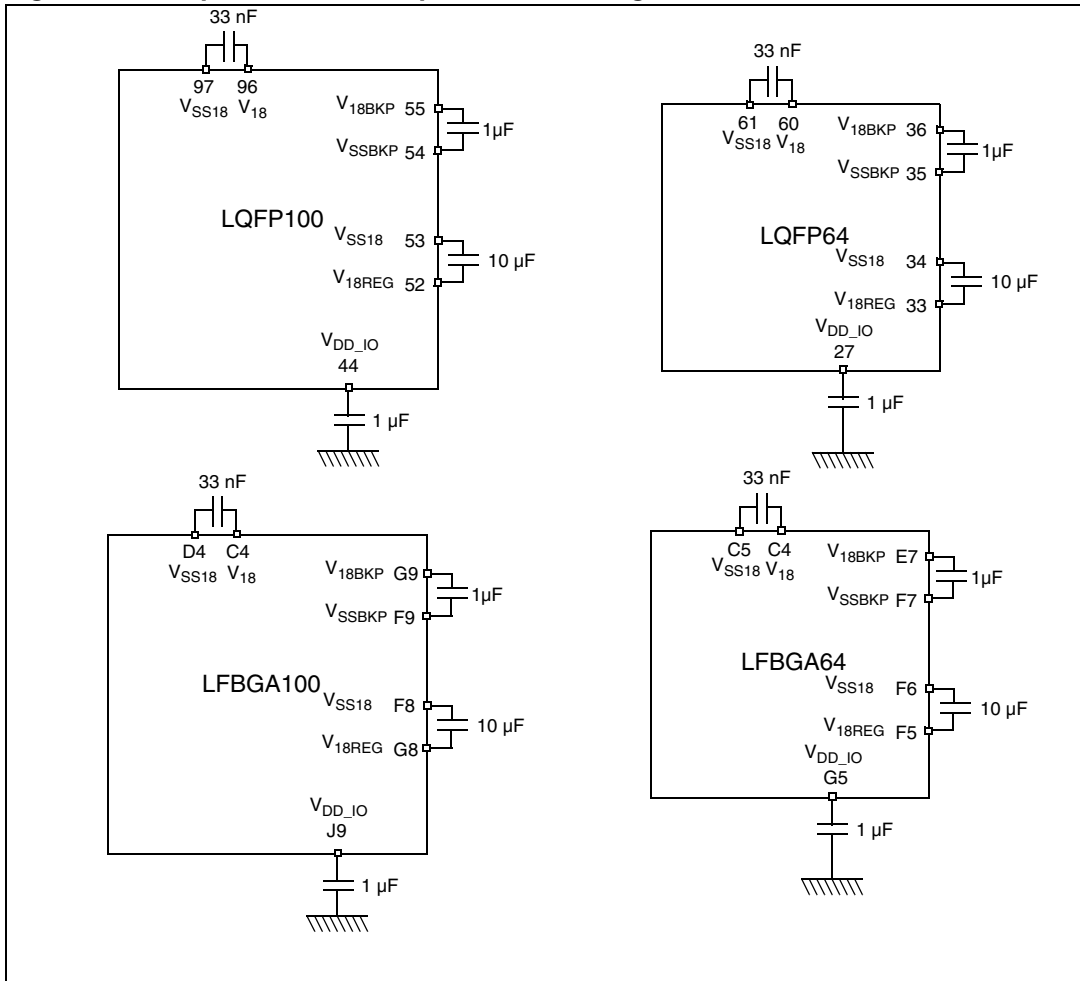 33 nF
97 96
VSS18 V18
V18BKP 55
1µF
VSSBKP 54
LQFP100
VSS18 53
10 µF
V18REG 52
VDD_IO
44
1 µF
33 nF
61 60
VSS18 V18
V18BKP 36
1µF
VSSBKP 35
LQFP64
VSS18 34
10 µF
V18REG 33
VDD_IO
27
1 µF
33 nF
D4 C4
VSS18 V18
V18BKP G9
1µF
VSSBKP F9
LFBGA100
VSS18 F8
10 µF
V18REG G8
VDD_IO
J9
1 µF
33 nF
C5 C4
VSS18 V18
V18BKP E7
1µF
VSSBKP F7
LFBGA64
VSS18 F6
10 µF
V18REG F5
VDD_IO
G5
1 µF